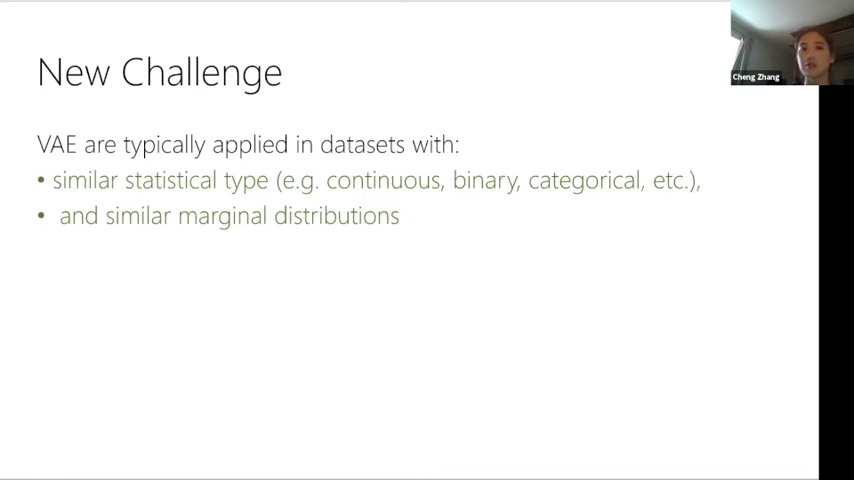 New Challenge
Cheng Zhang
VAE are typically applied in datasets with:
• similar statistical type (e.g. continuous, binary, categorical, etc.),
• and similar marginal distributions